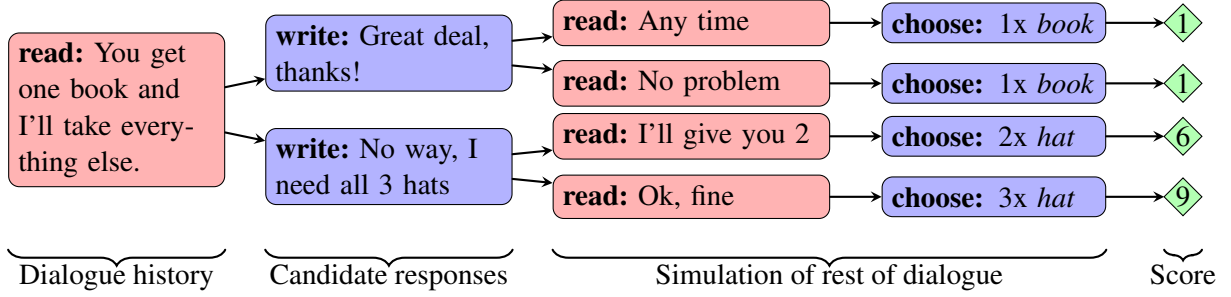 read: You get
one book and
I'll take every-
thing else.
write: Great deal,
thanks!
write: No way, I
need all 3 hats
read: Any time
choose: 1x book
1
read: No problem
choose: 1x book
1
read: I'll give you 2
choose: 2x hat
6
read: Ok, fine
choose: 3x hat
9
Dialogue history
Candidate responses
Simulation of rest of dialogue
Score